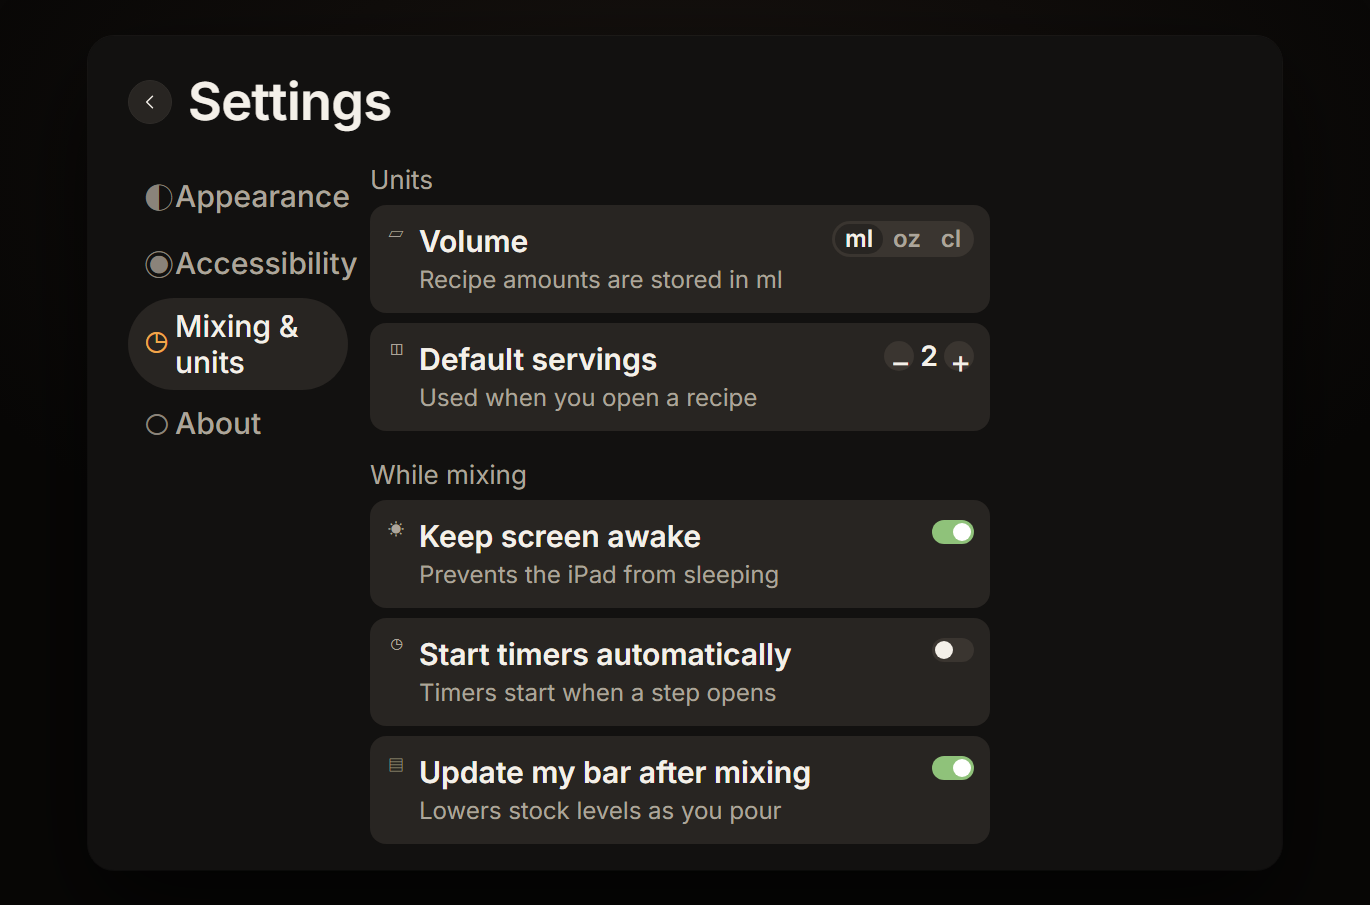 Settings
Appearance
Accessibility
Mixing &
units
About
Units
Volume
ml oz cl
Recipe amounts are stored in ml
Default servings
− 2 +
Used when you open a recipe
While mixing
Keep screen awake
Prevents the iPad from sleeping
Start timers automatically
Timers start when a step opens
Update my bar after mixing
Lowers stock levels as you pour